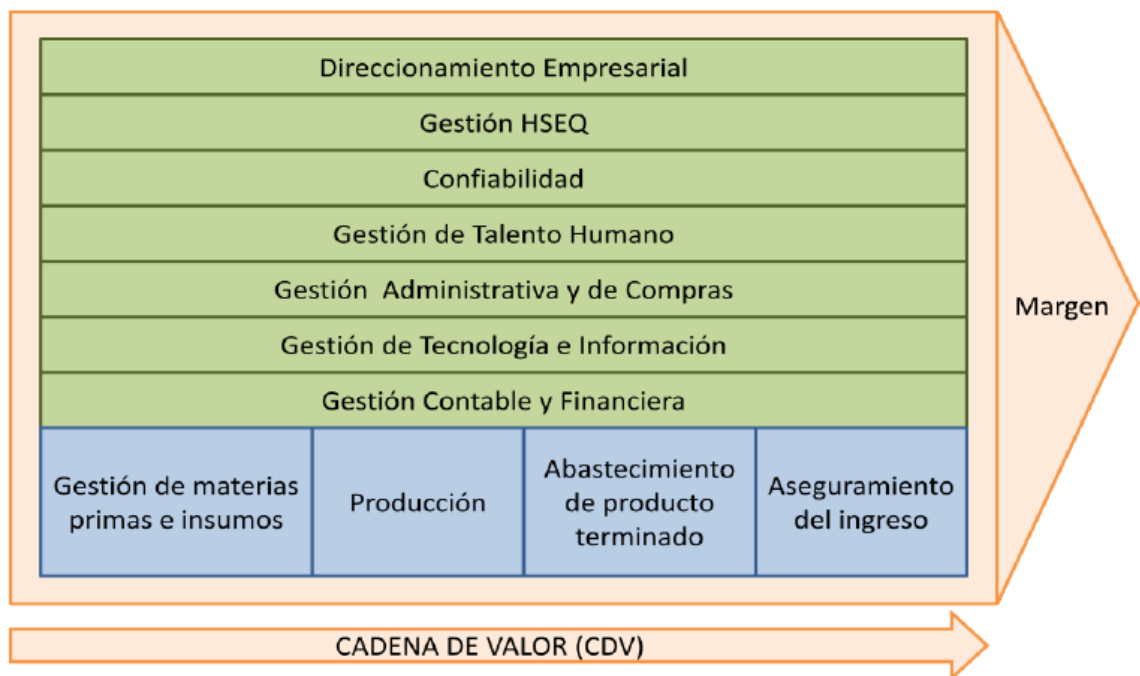 Direccionamiento Empresarial
Gestión HSEQ
Confiabilidad
Gestión de Talento Humano
Gestión Administrativa y de Compras
Gestión de Tecnología e Información
Gestión Contable y Financiera
Gestión de materias
primas e insumos
Producción
Abastecimiento
de producto
terminado
Aseguramiento
del ingreso
Margen
CADENA DE VALOR (CDV)